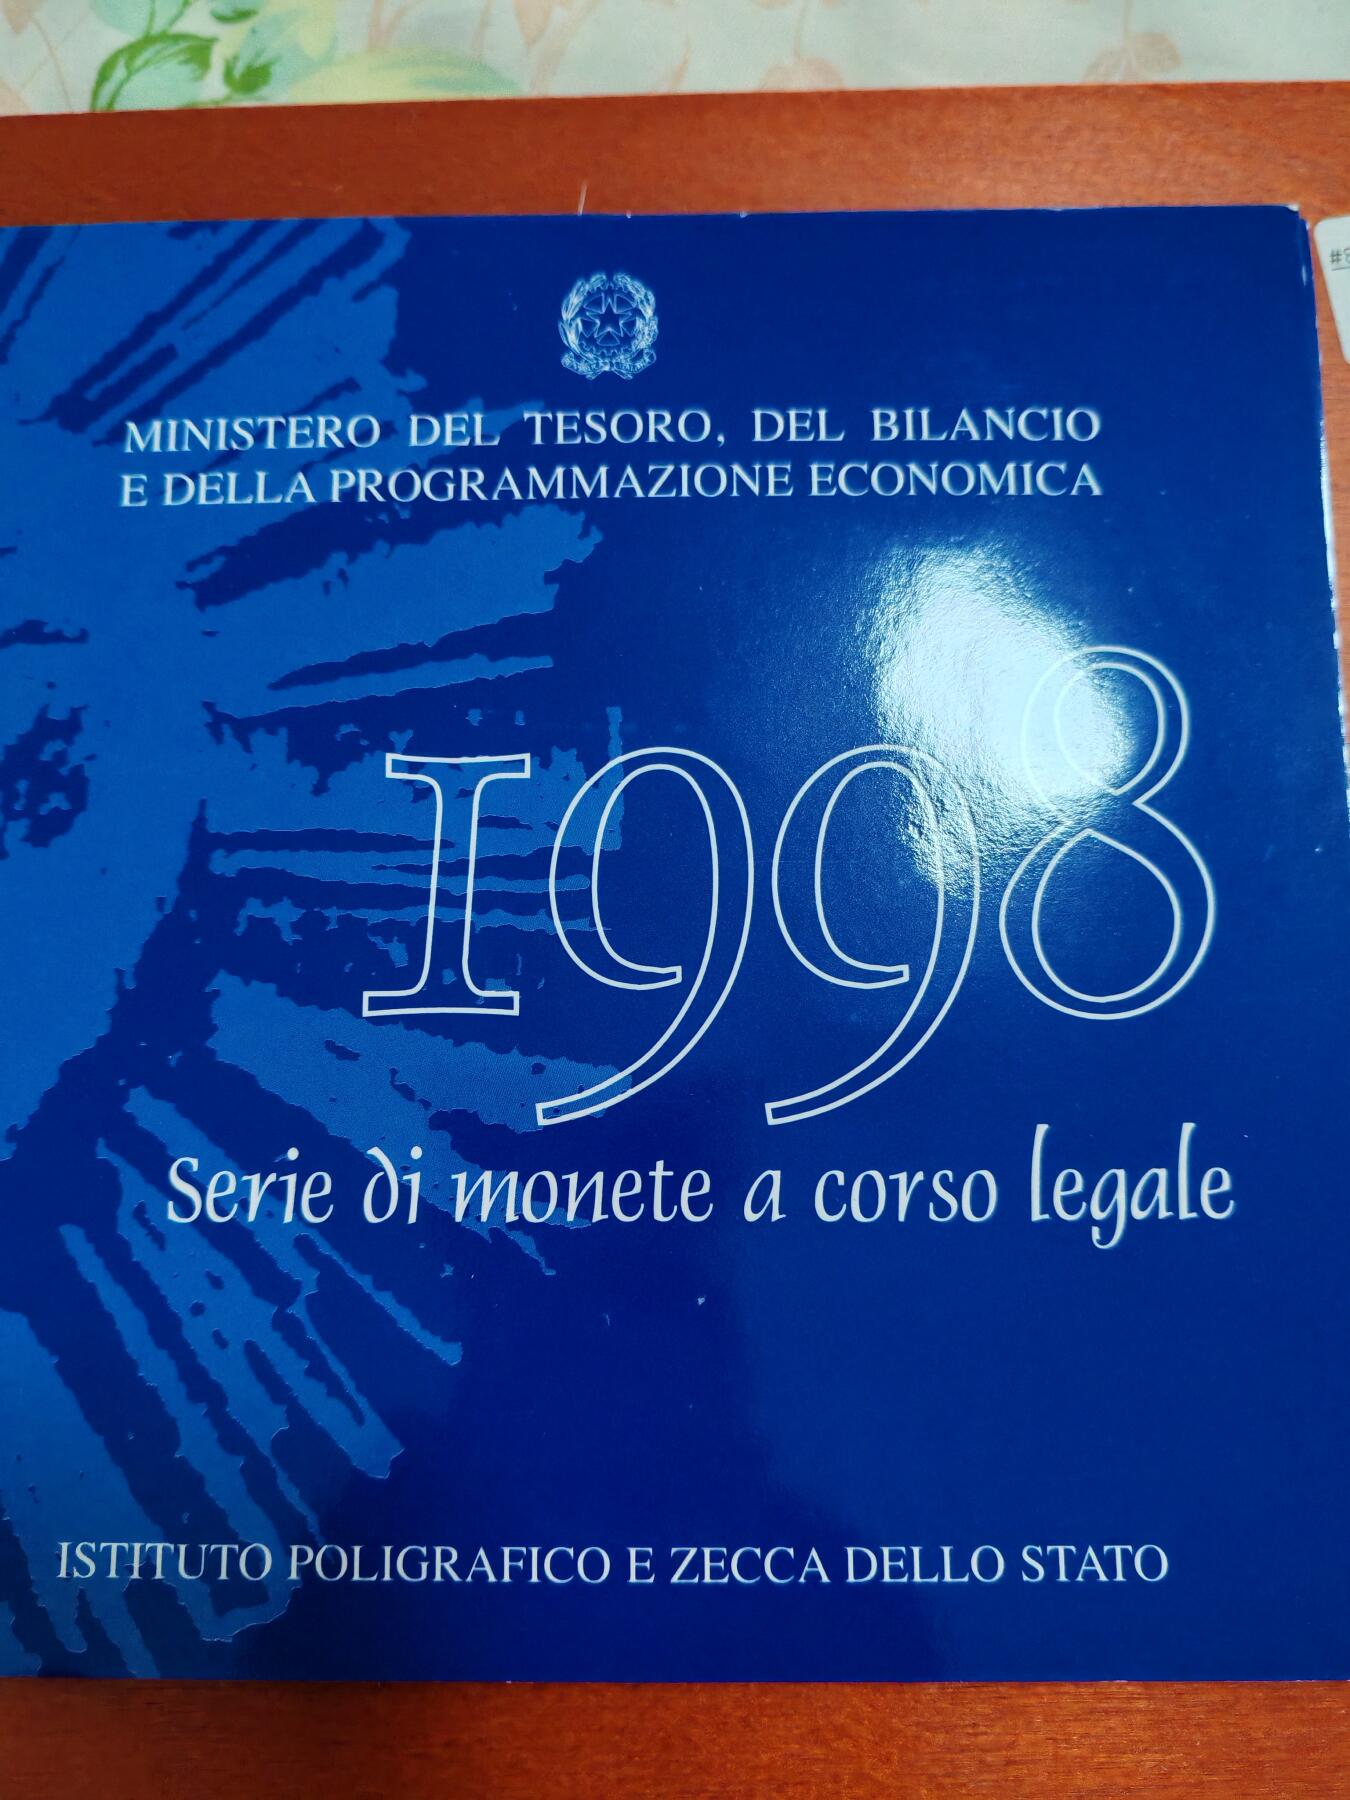 MINISTERO DEL TESORO, DEL BILANCIO
E DELLA PROGRAMMAZIONE ECONOMICA
1998
Serie di monete a corso legale
ISTITUTO POLIGRAFICO E ZECCA DELLO STATO